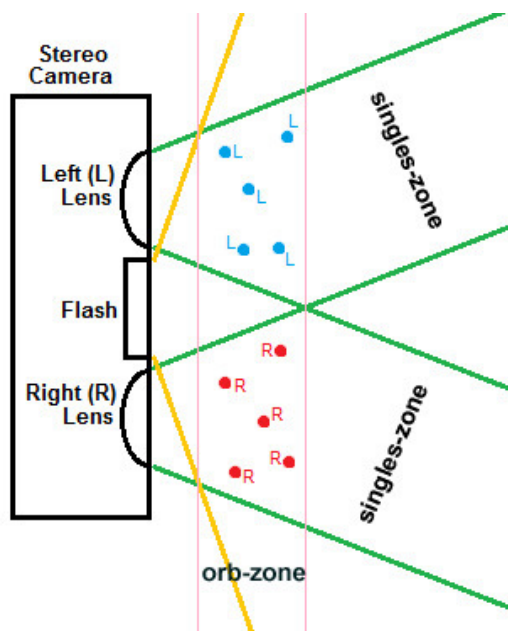 Stereo
Camera
Left (L)
Lens
Flash
Right (R)
Lens
L
L
L
L
L
R
R
R
R
R
singles-zone
singles-zone
orb-zone